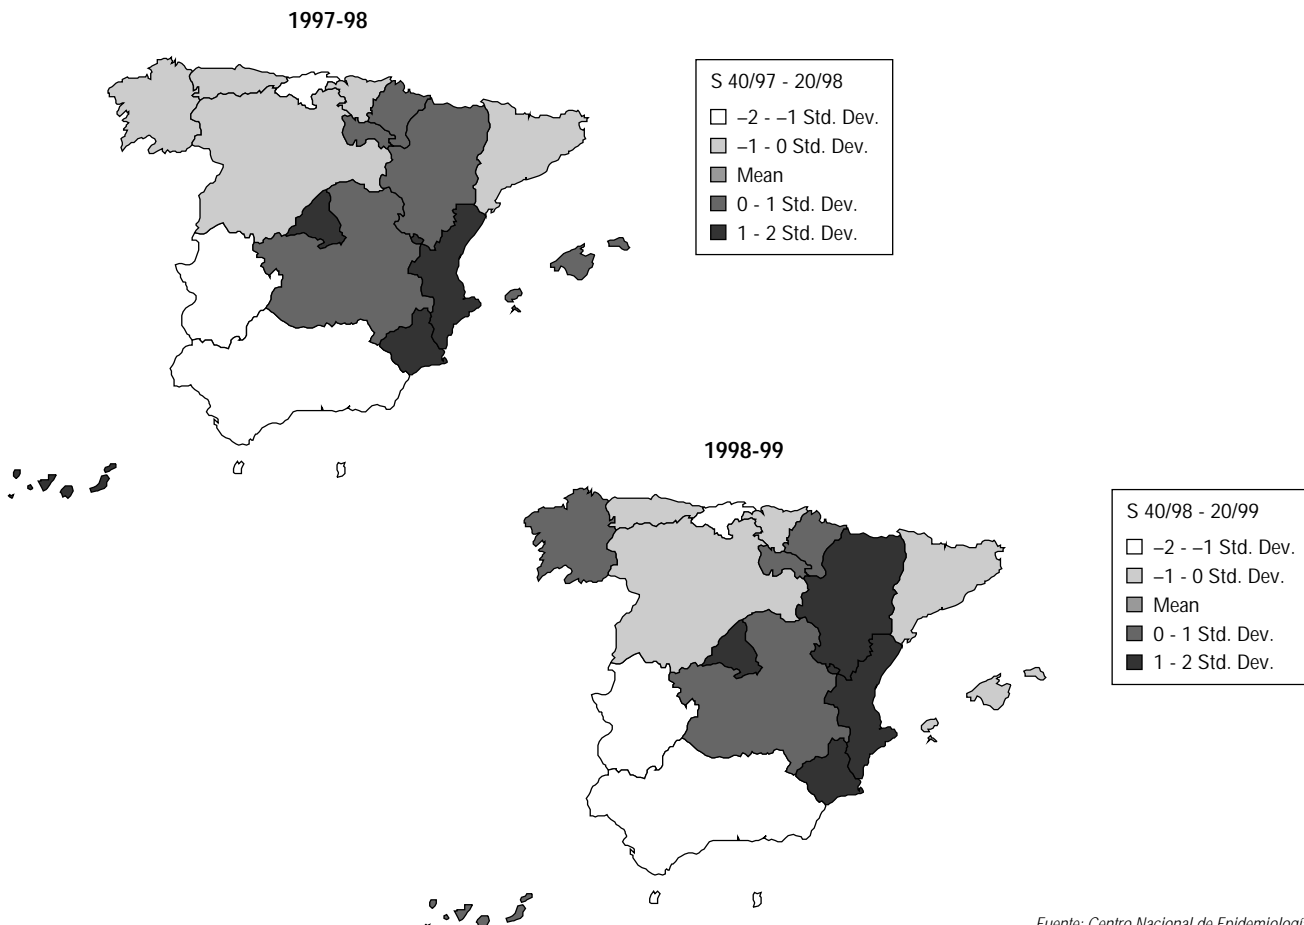 1997-98
S 40/97 - 20/98
–2 - –1 Std. Dev.
–1 - 0 Std. Dev.
Mean
0 - 1 Std. Dev.
1 - 2 Std. Dev.
1998-99
S 40/98 - 20/99
–2 - –1 Std. Dev.
–1 - 0 Std. Dev.
Mean
0 - 1 Std. Dev.
1 - 2 Std. Dev.
Fuente: Centro Nacional de Epidemiologí